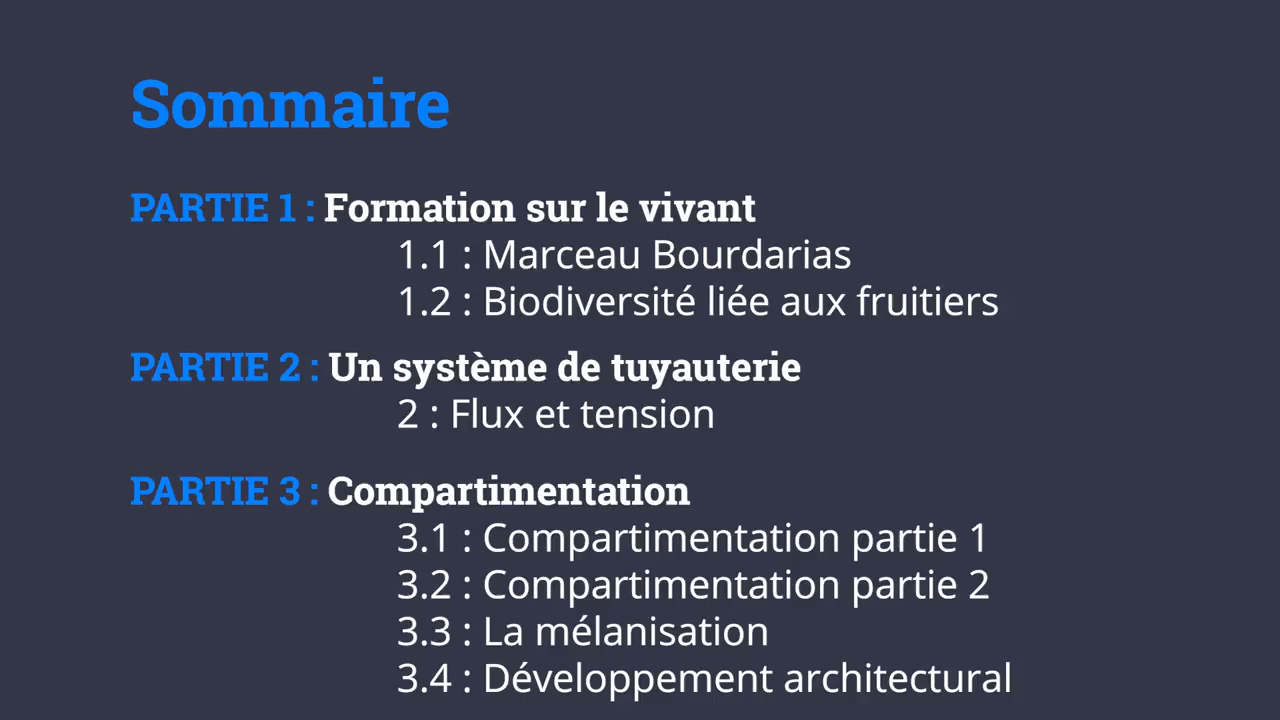 Sommaire
PARTIE 1 : Formation sur le vivant
1.1 : Marceau Bourdarias
1.2 : Biodiversité liée aux fruitiers
PARTIE 2 : Un système de tuyauterie
2 : Flux et tension
PARTIE 3 : Compartimentation
3.1 : Compartimentation partie 1
3.2 : Compartimentation partie 2
3.3 : La mélanisation
3.4 : Développement architectural